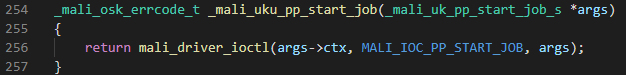 254 _mali_osk_errcode_t _mali_uku_pp_start_job(_mali_uk_pp_start_job_s *args)
255 {
256     return mali_driver_ioctl(args->ctx, MALI_IOC_PP_START_JOB, args);
257 }